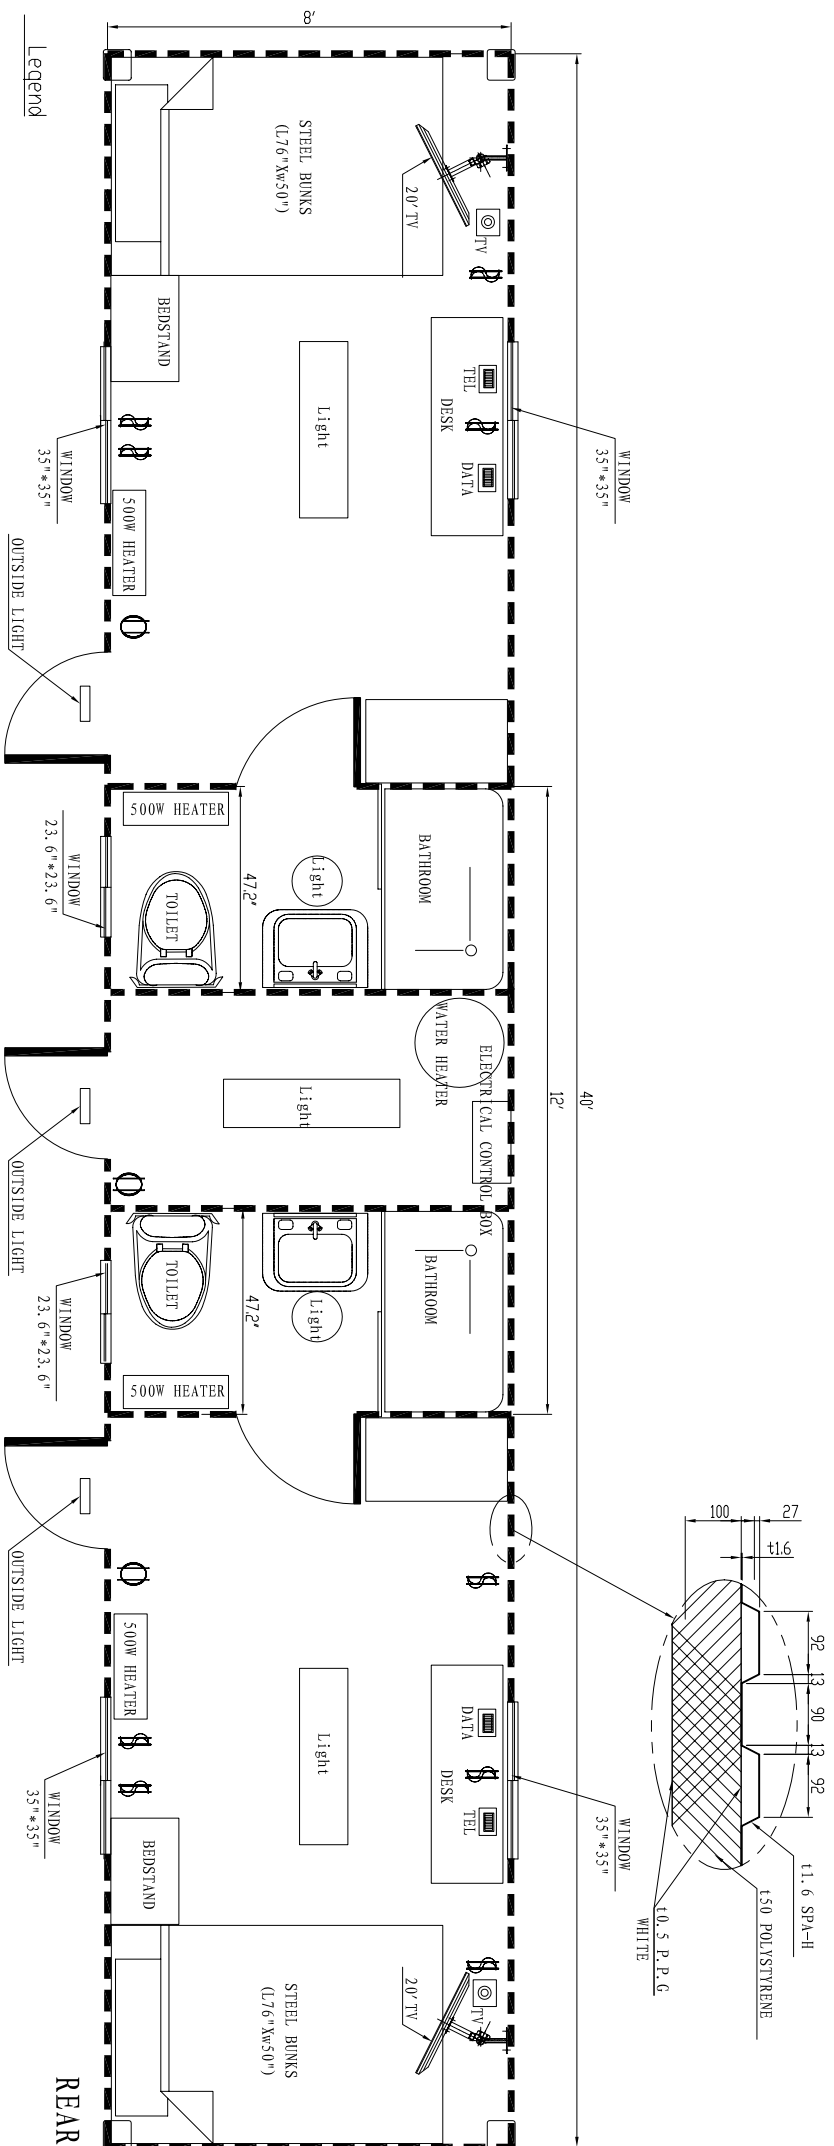 8'
Legend
STEEL BUNKS
(L76"Xw50")
20' TV
TV
BEDSTAND
TEL
DESK
DATA
Light
WINDOW
35"*35"
WINDOW
35"*35"
500W HEATER
OUTSIDE LIGHT
500W HEATER
47.2"
TOILET
Light
BATHROOM
WINDOW
23.6"*23.6"
WATER HEATER
ELECTRICAL CONTROL BOX
Light
12'
40'
OUTSIDE LIGHT
TOILET
Light
BATHROOM
47.2"
WINDOW
23.6"*23.6"
500W HEATER
OUTSIDE LIGHT
500W HEATER
Light
DATA
DESK
TEL
WINDOW
35"*35"
WINDOW
35"*35"
BEDSTAND
STEEL BUNKS
(L76"Xw50")
20' TV
TV
REAR
100
27
t1.6
92
13
90
13
92
t1.6 SPA-H
t50 POLYSTYRENE
t0.5 P.P.G
WHITE